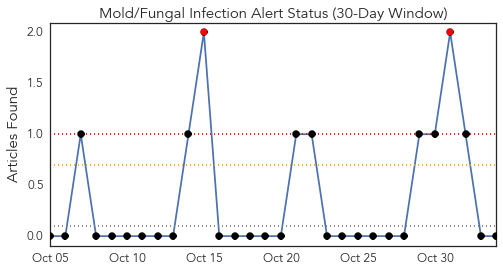 Mold/Fungal Infection Alert Status (30-Day Window)
2.0
1.5
1.0
0.5
0.0
Articles Found
Oct 05
Oct 10
Oct 15
Oct 20
Oct 25
Oct 30